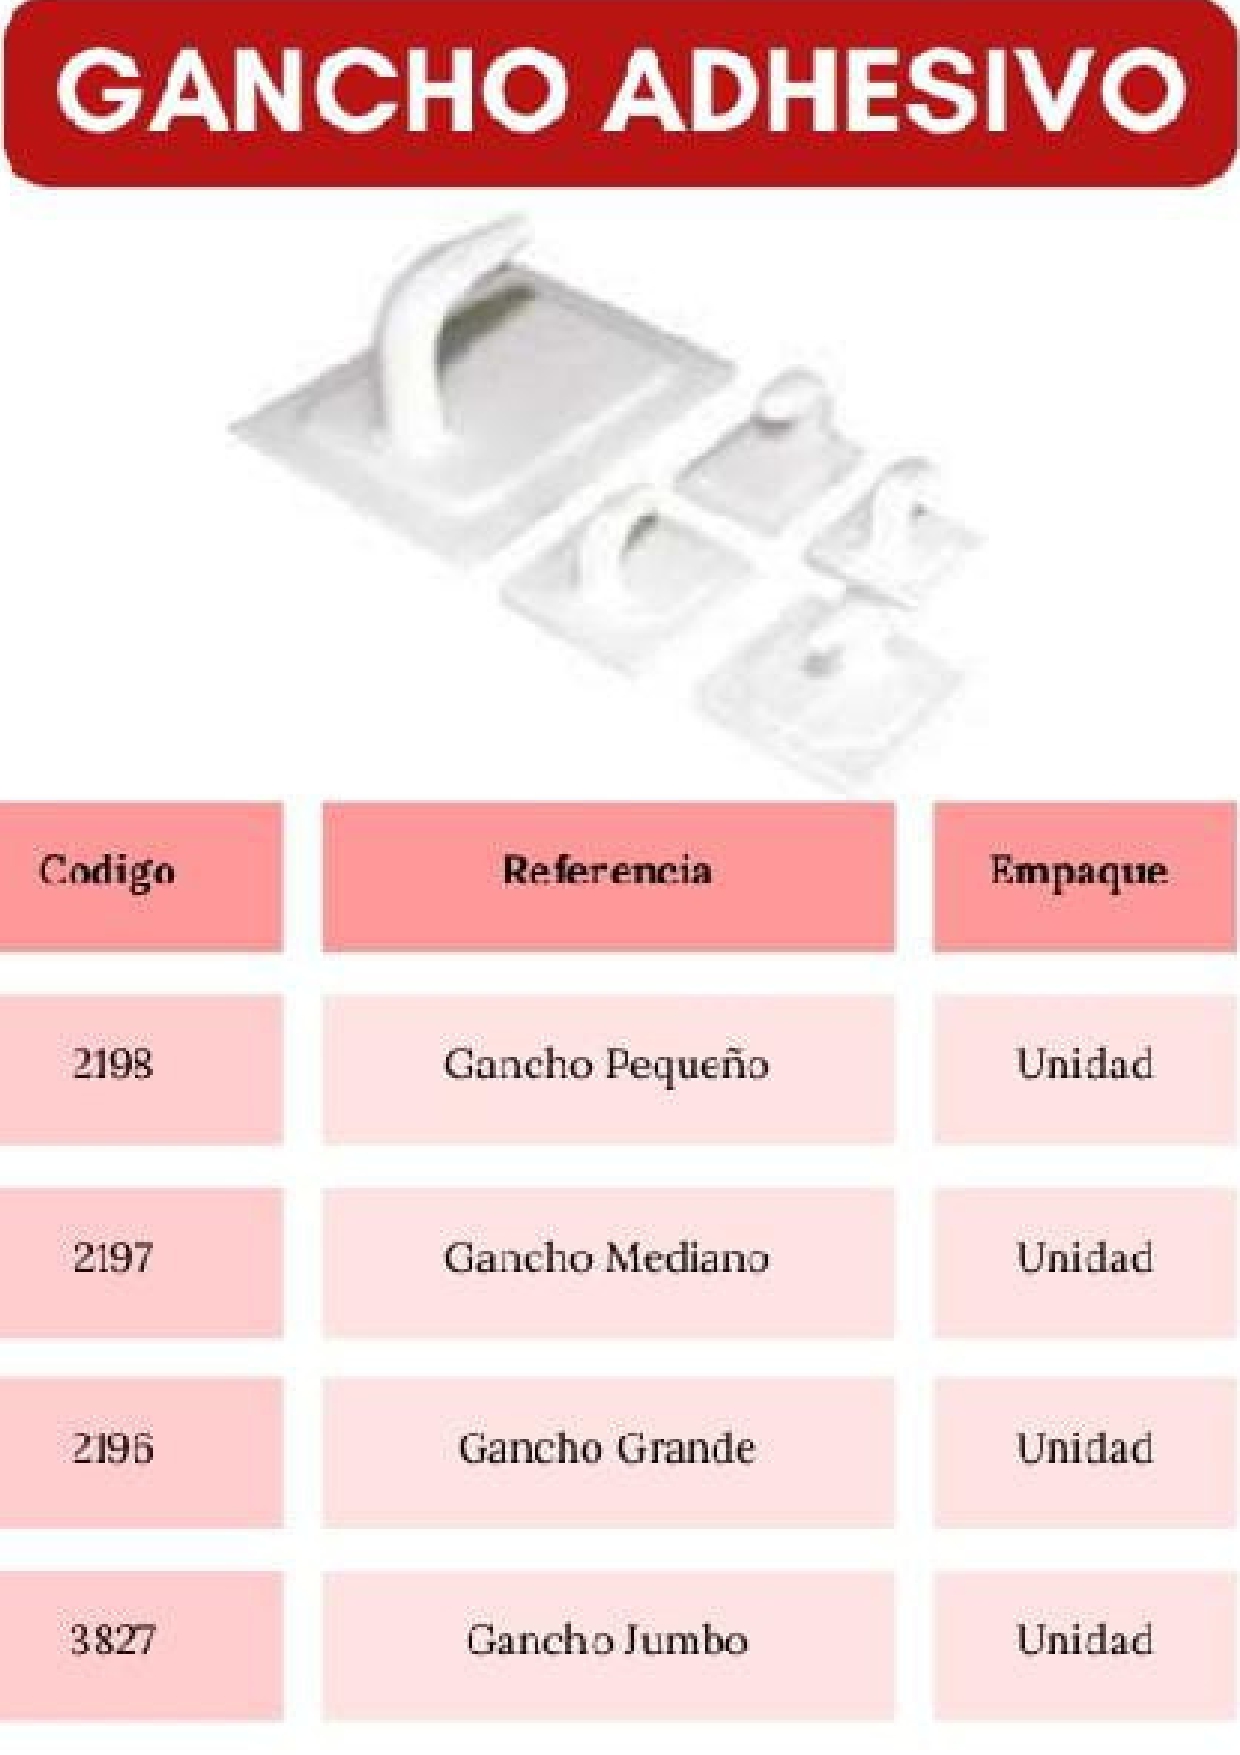 GANCHO ADHESIVO
Codigo Referencia Empaque
2198 Gancho Pequeño Unidad
2197 Gancho Mediano Unidad
2196 Gancho Grande Unidad
3827 Gancho Jumbo Unidad